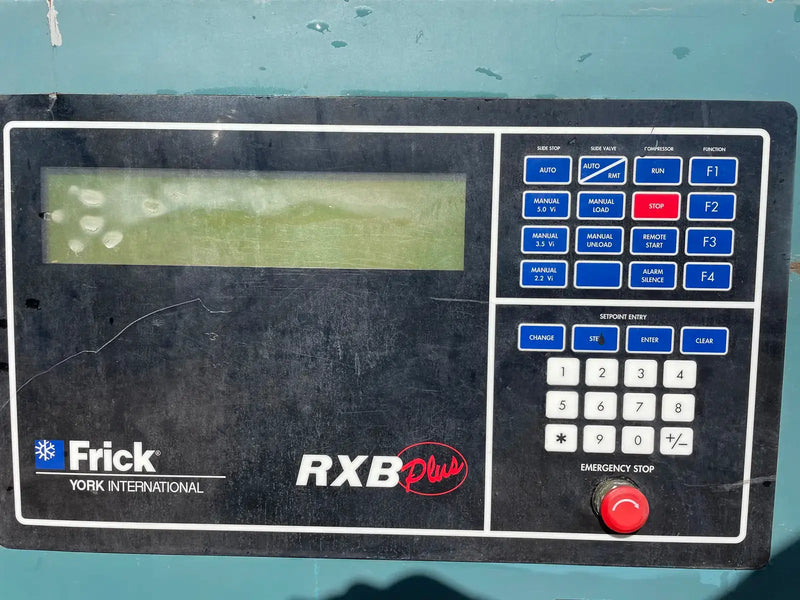 SLIDE STOP SLIDE VALVE COMPRESSOR FUNCTION
AUTO AUTO RMT RUN F1
MANUAL 5.0 Vi MANUAL LOAD STOP F2
MANUAL 3.5 Vi MANUAL UNLOAD REMOTE START F3
MANUAL 2.2 Vi ALARM SILENCE F4
SETPOINT ENTRY
CHANGE STE ENTER CLEAR
1 2 3 4
5 6 7 8
* 9 0 +/-
EMERGENCY STOP
Frick®
YORK INTERNATIONAL
RXB Plus